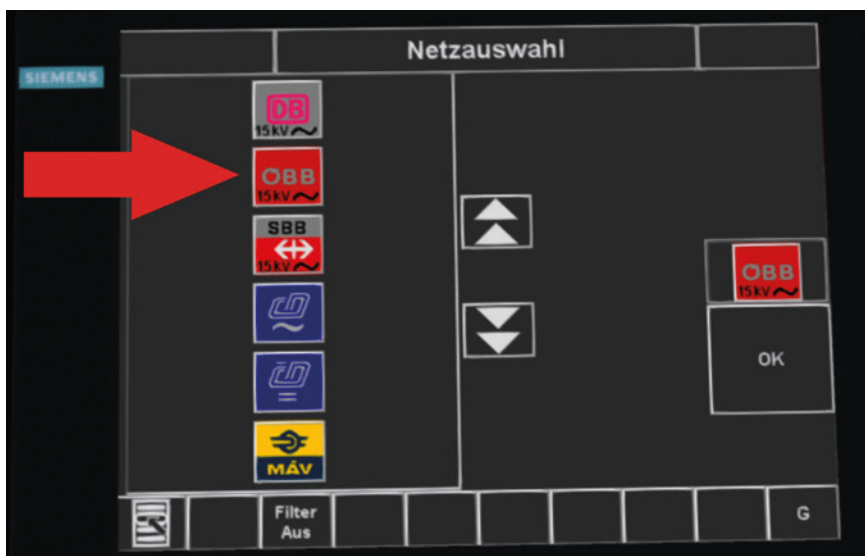 SIEMENS
Netzauswahl
DB
15kV
ÖBB
15kV
SBB
15kV
MÁV
ÖBB
15kV
OK
Filter
Aus
G